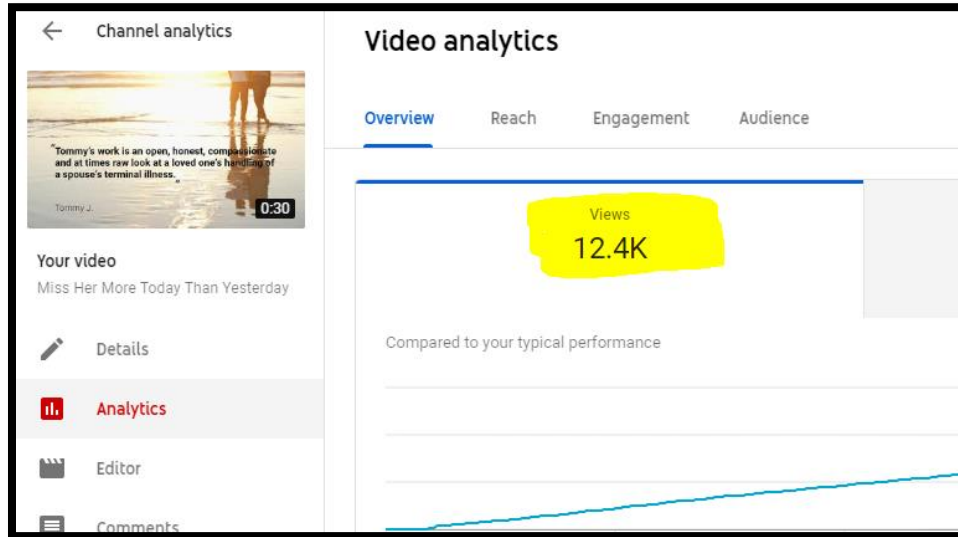 Channel analytics
"Tommy's work is an open, honest, compassionate
and at times raw look at a loved one's handling of
a spouse's terminal illness."
Tommy J.
0:30
Your video
Miss Her More Today Than Yesterday
Details
Analytics
Editor
Comments
Video analytics
Overview Reach Engagement Audience
Views
12.4K
Compared to your typical performance